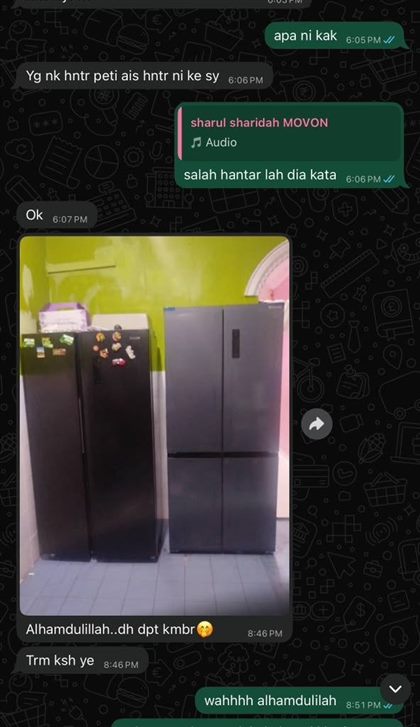 apa ni kak 6:05 PM
Yg nk hntr peti ais hntr ni ke sy 6:06 PM
sharul sharidah MOVON
Audio
salah hantar lah dia kata 6:06 PM
Ok 6:07 PM
Alhamdulillah..dh dpt kmbr🤭 8:46 PM
Trm ksh ye 8:46 PM
wahhhh alhamdulilah 8:51 PM